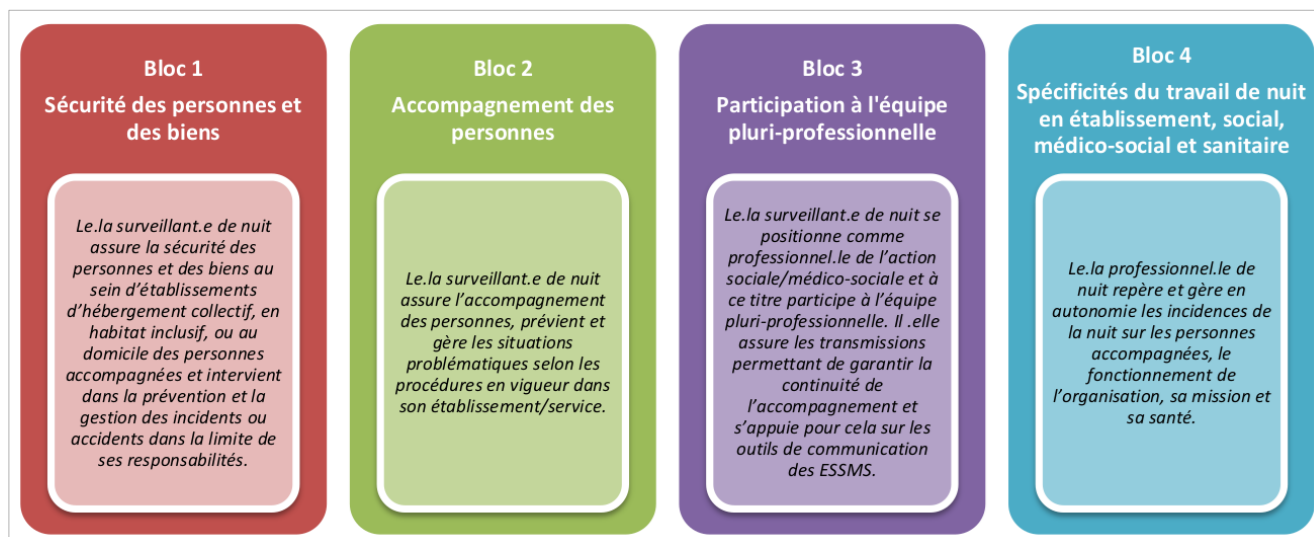 Bloc 1
Sécurité des personnes et
des biens
Le.la surveillant.e de nuit
assure la sécurité des
personnes et des biens au
sein d'établissements
d'hébergement collectif, en
habitat inclusif, ou au
domicile des personnes
accompagnées et intervient
dans la prévention et la
gestion des incidents ou
accidents dans la limite de
ses responsabilités.
Bloc 2
Accompagnement des
personnes
Le.la surveillant.e de nuit
assure l'accompagnement
des personnes, prévient et
gère les situations
problématiques selon les
procédures en vigueur dans
son établissement/service.
Bloc 3
Participation à l'équipe
pluri-professionnelle
Le.la surveillant.e de nuit se
positionne comme
professionnel.le de l'action
sociale/médico-sociale et à
ce titre participe à l'équipe
pluri-professionnelle. Il .elle
assure les transmissions
permettant de garantir la
continuité de
l'accompagnement et
s'appuie pour cela sur les
outils de communication
des ESSMS.
Bloc 4
Spécificités du travail de nuit
en établissement, social,
médico-social et sanitaire
Le.la professionnel.le de
nuit repère et gère en
autonomie les incidences de
la nuit sur les personnes
accompagnées, le
fonctionnement de
l'organisation, sa mission et
sa santé.